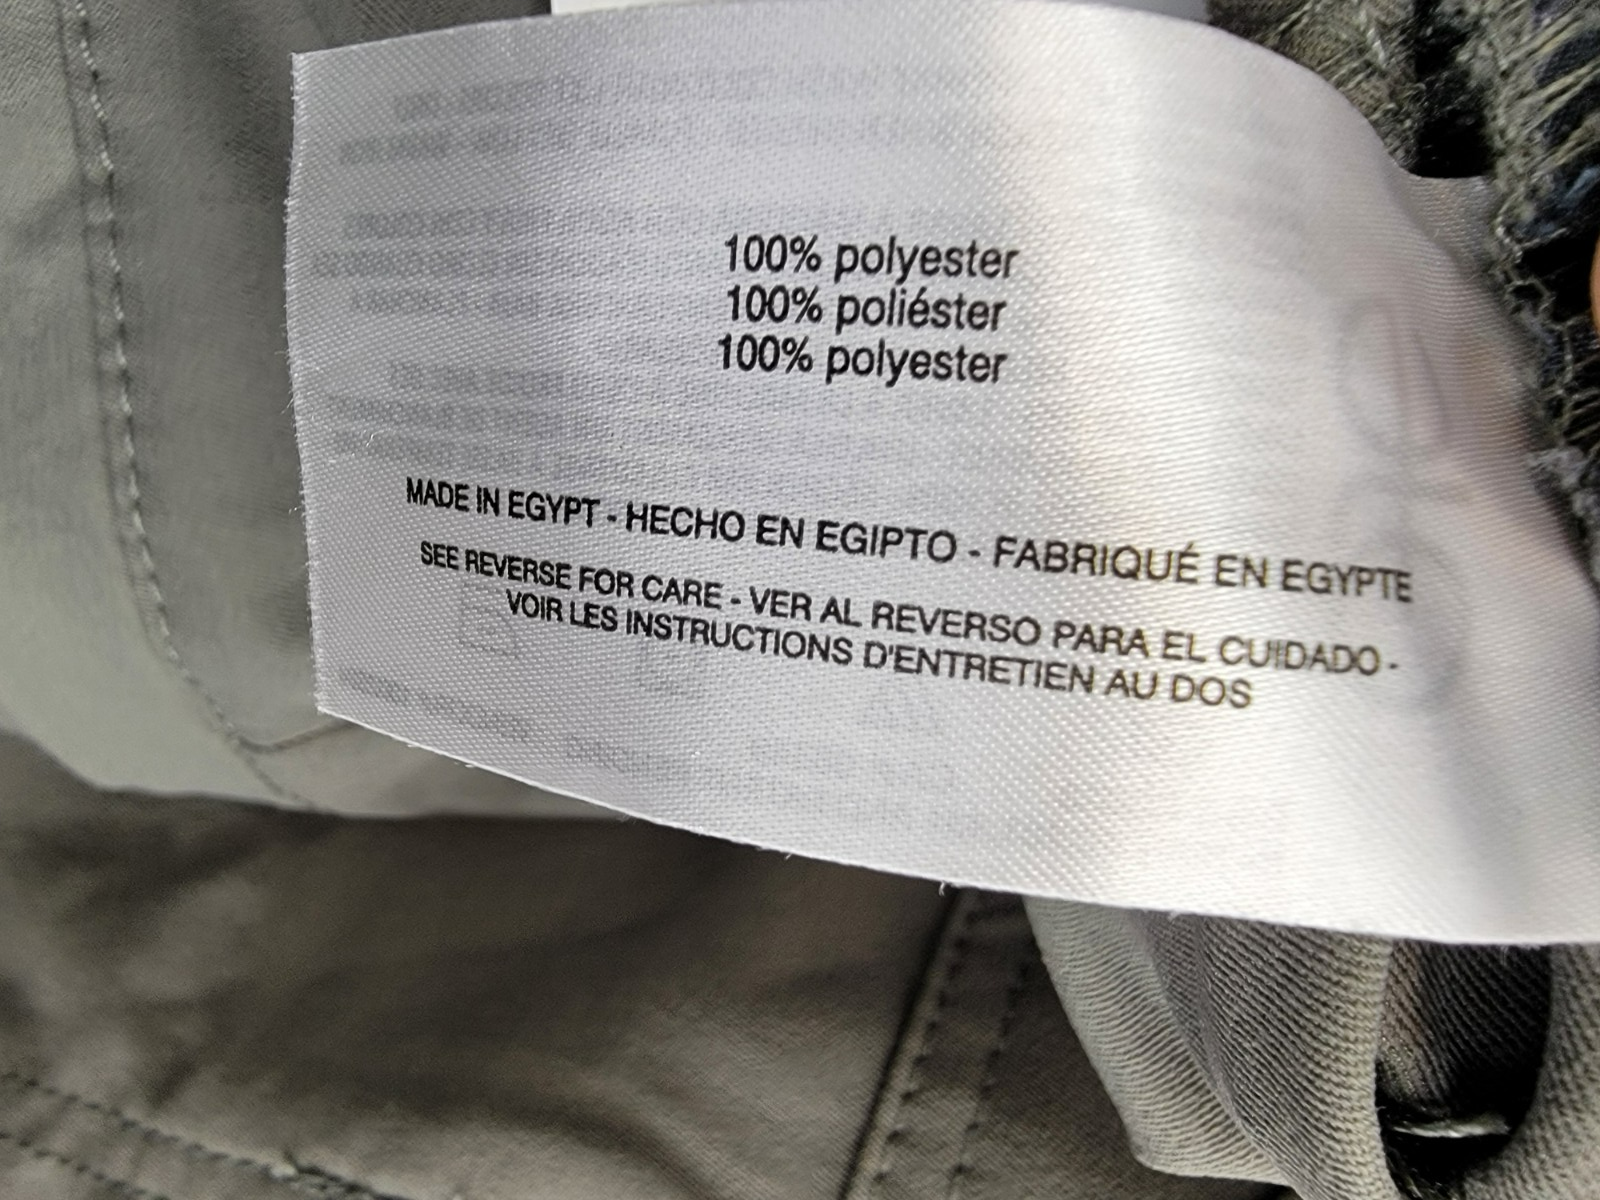 100% polyester
100% poliéster
100% polyester
MADE IN EGYPT - HECHO EN EGIPTO - FABRIQUÉ EN EGYPTE
SEE REVERSE FOR CARE - VER AL REVERSO PARA EL CUIDADO -
VOIR LES INSTRUCTIONS D'ENTRETIEN AU DOS